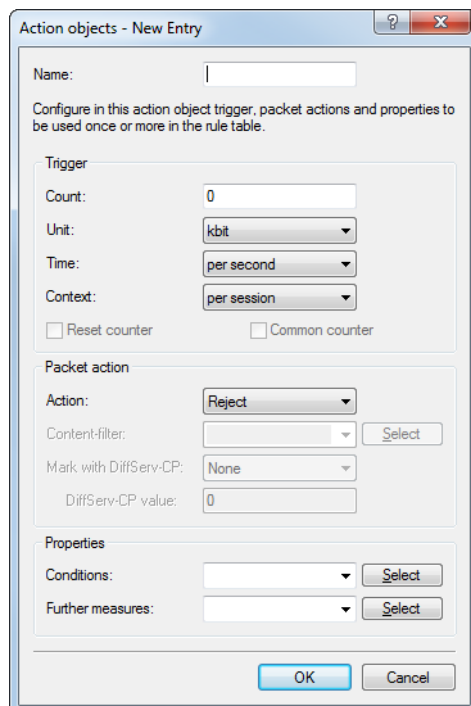 Action objects - New Entry
Name:
Configure in this action object trigger, packet actions and properties to
be used once or more in the rule table.
Trigger
Count: 0
Unit: kbit
Time: per second
Context: per session
Reset counter Common counter
Packet action
Action: Reject
Content-filter: Select
Mark with DiffServ-CP: None
DiffServ-CP value: 0
Properties
Conditions: Select
Further measures: Select
OK Cancel